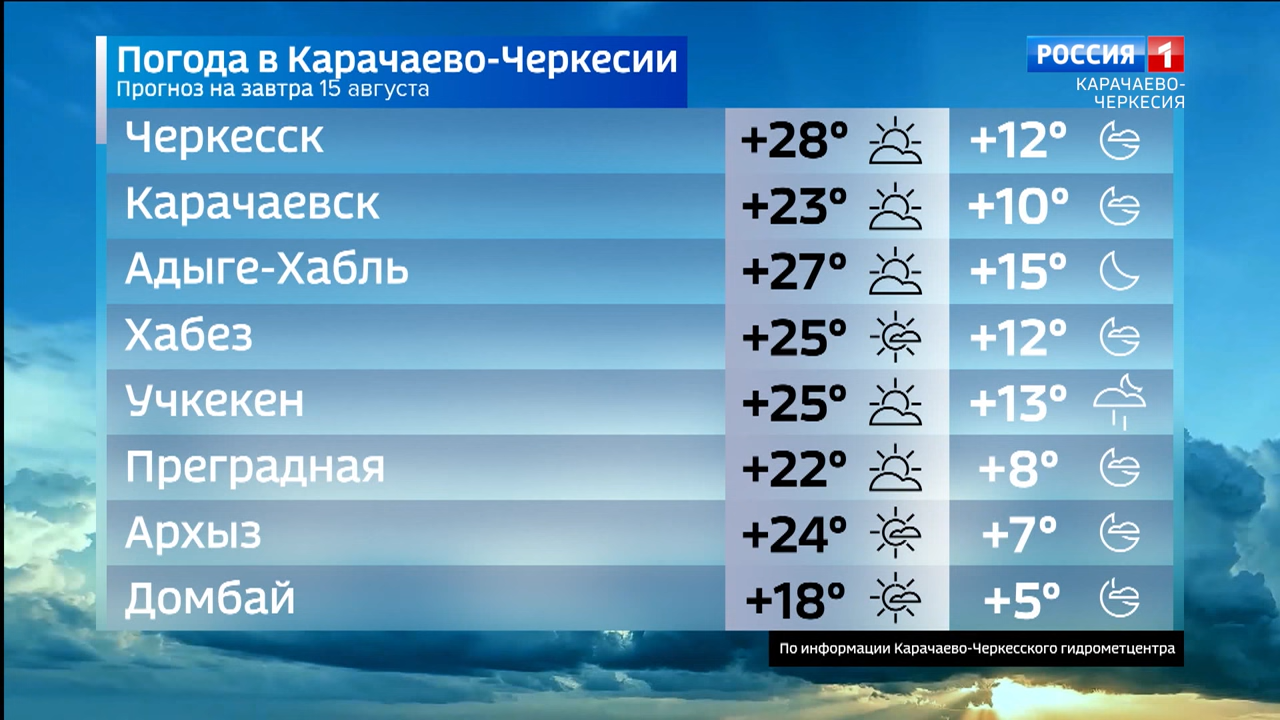 Погода в Карачаево-Черкесии
Прогноз на завтра 15 августа
РОССИЯ 1
КАРАЧАЕВО-
ЧЕРКЕСИЯ
Черкесск +28° +12°
Карачаевск +23° +10°
Адыге-Хабль +27° +15°
Хабез +25° +12°
Учкекен +25° +13°
Преградная +22° +8°
Архыз +24° +7°
Домбай +18° +5°
По информации Карачаево-Черкесского гидрометцентра